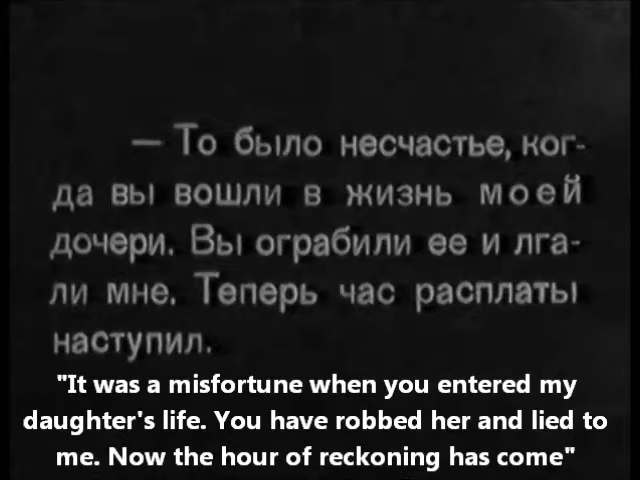 — То было несчастье, ког-
да вы вошли в жизнь моей
дочери. Вы ограбили ее и лга-
ли мне. Теперь час расплаты
наступил.
"It was a misfortune when you entered my
daughter's life. You have robbed her and lied to
me. Now the hour of reckoning has come"